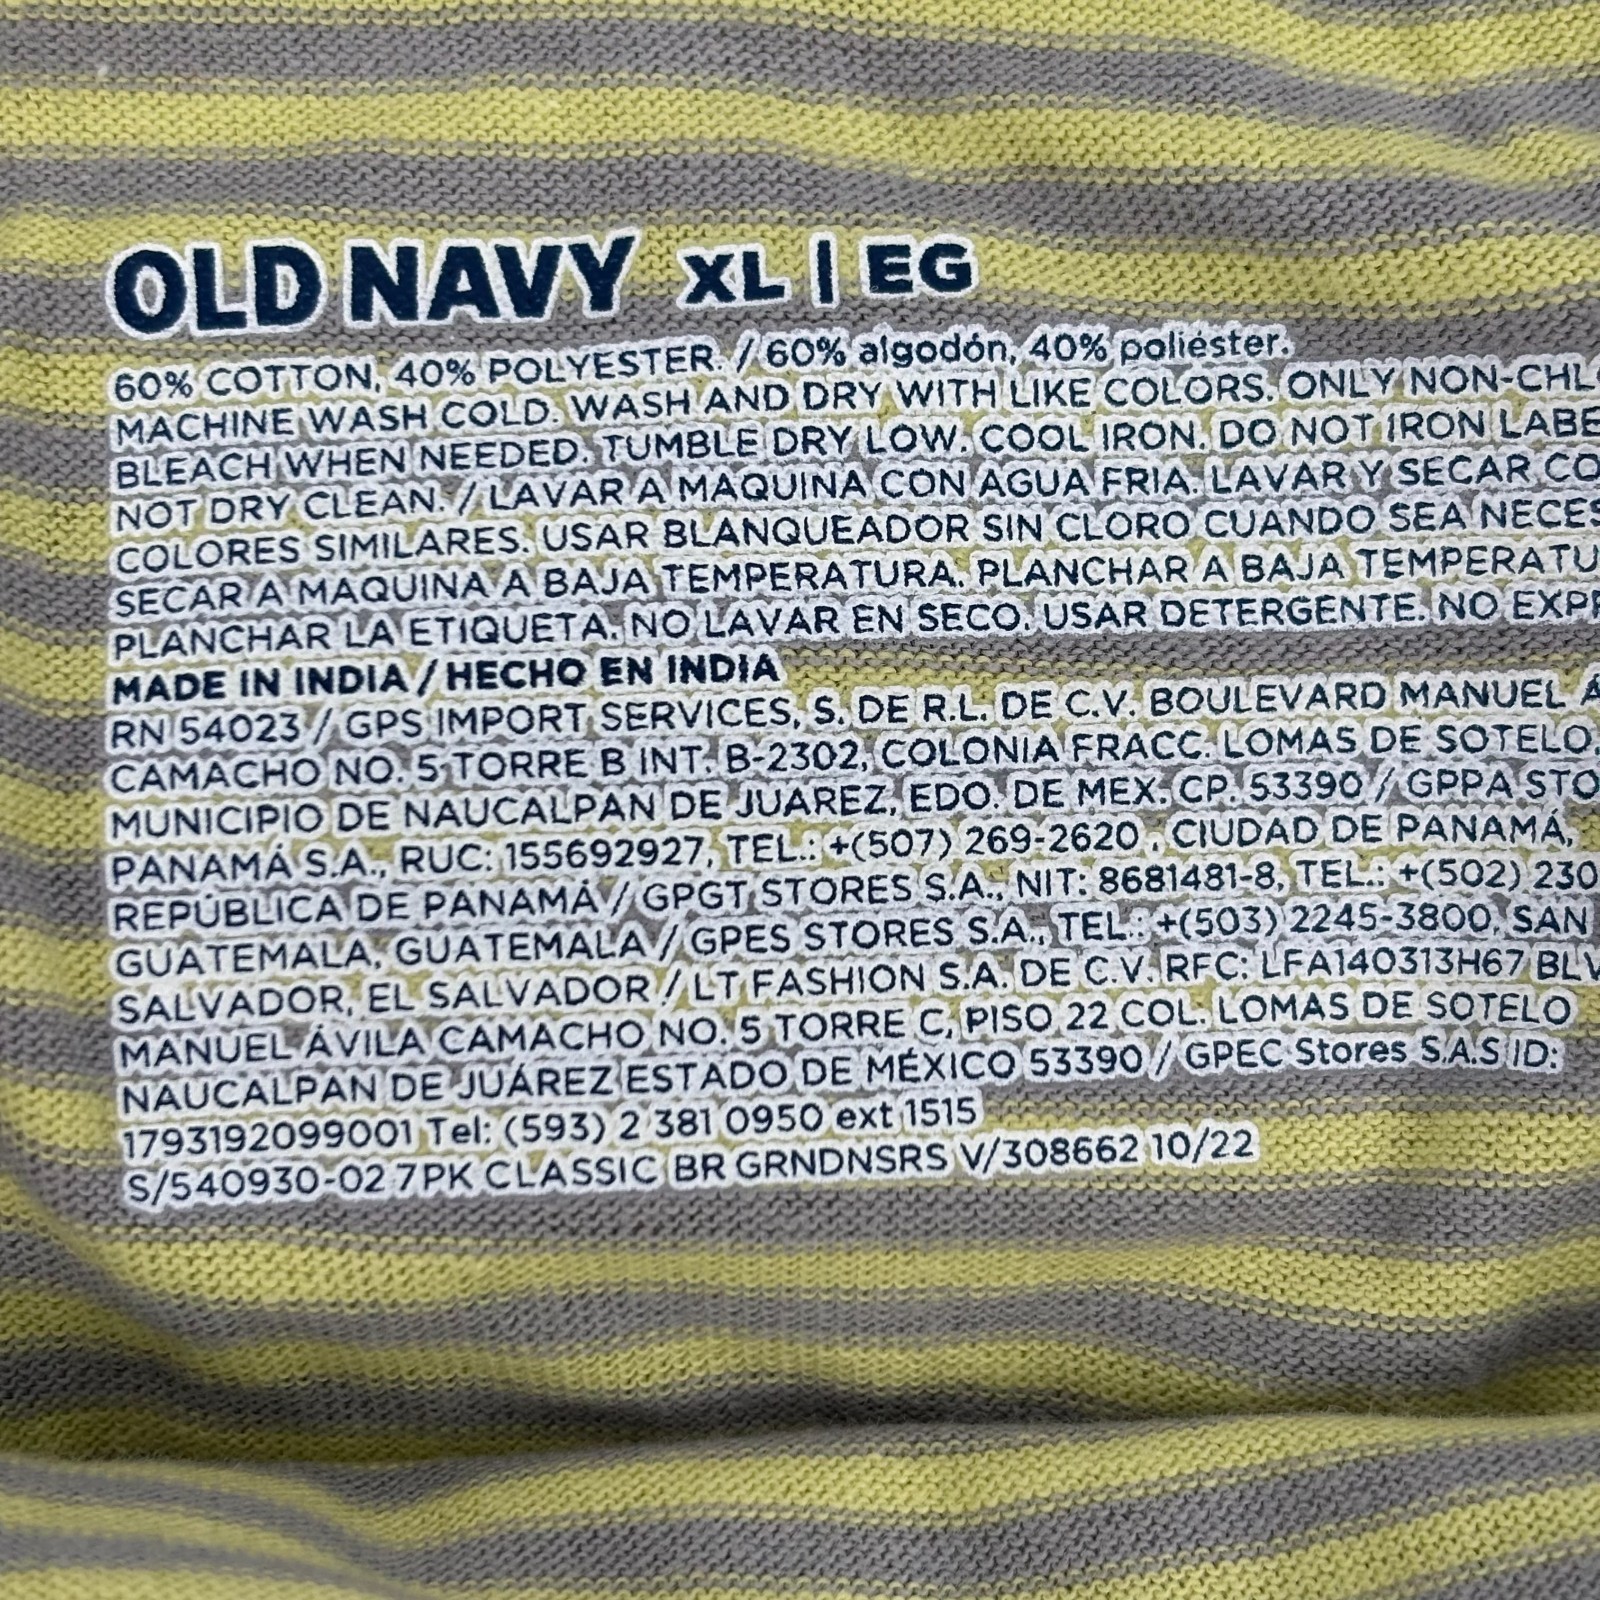 OLD NAVY XL | EG
60% COTTON, 40% POLYESTER. / 60% algodón, 40% poliéster.
MACHINE WASH COLD. WASH AND DRY WITH LIKE COLORS. ONLY NON-CHL
BLEACH WHEN NEEDED. TUMBLE DRY LOW. COOL IRON. DO NOT IRON LABE
NOT DRY CLEAN. / LAVAR A MAQUINA CON AGUA FRIA. LAVAR Y SECAR CO
COLORES SIMILARES. USAR BLANQUEADOR SIN CLORO CUANDO SEA NECES
SECAR A MAQUINA A BAJA TEMPERATURA. PLANCHAR A BAJA TEMPERATU
PLANCHAR LA ETIQUETA. NO LAVAR EN SECO. USAR DETERGENTE. NO EXPR
MADE IN INDIA / HECHO EN INDIA
RN 54023 / GPS IMPORT SERVICES, S. DE R.L. DE C.V. BOULEVARD MANUEL Á
CAMACHO NO. 5 TORRE B INT. B-2302, COLONIA FRACC. LOMAS DE SOTELO,
MUNICIPIO DE NAUCALPAN DE JUAREZ, EDO. DE MEX. CP. 53390 / GPPA STO
PANAMÁ S.A., RUC: 155692927, TEL.: +(507) 269-2620 , CIUDAD DE PANAMÁ,
REPÚBLICA DE PANAMÁ / GPGT STORES S.A., NIT: 8681481-8, TEL.: +(502) 230
GUATEMALA, GUATEMALA / GPES STORES S.A., TEL.: +(503) 2245-3800, SAN
SALVADOR, EL SALVADOR / LT FASHION S.A. DE C.V. RFC: LFA140313H67 BLV
MANUEL ÁVILA CAMACHO NO. 5 TORRE C, PISO 22 COL. LOMAS DE SOTELO
NAUCALPAN DE JUÁREZ ESTADO DE MÉXICO 53390 / GPEC Stores S.A.S ID:
1793192099001 Tel: (593) 2 381 0950 ext 1515
S/540930-02 7PK CLASSIC BR GRNDNSRS V/308662 10/22